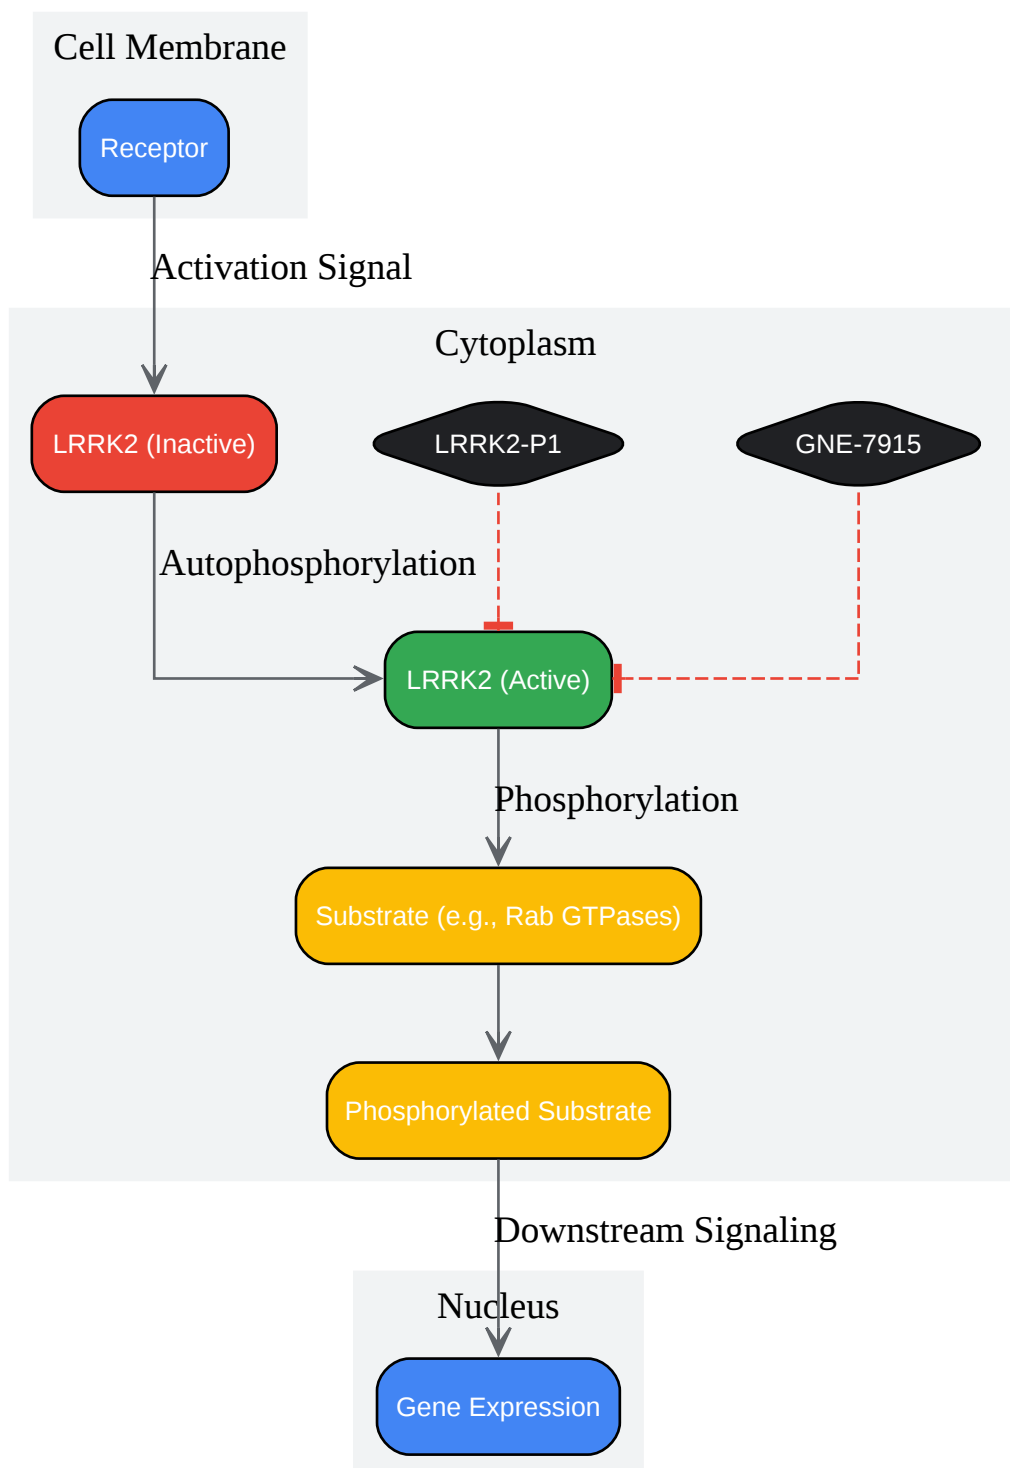 Cell Membrane
Receptor
Activation Signal
Cytoplasm
LRRK2 (Inactive)
LRRK2-P1
GNE-7915
Autophosphorylation
LRRK2 (Active)
Phosphorylation
Substrate (e.g., Rab GTPases)
Phosphorylated Substrate
Downstream Signaling
Nucleus
Gene Expression